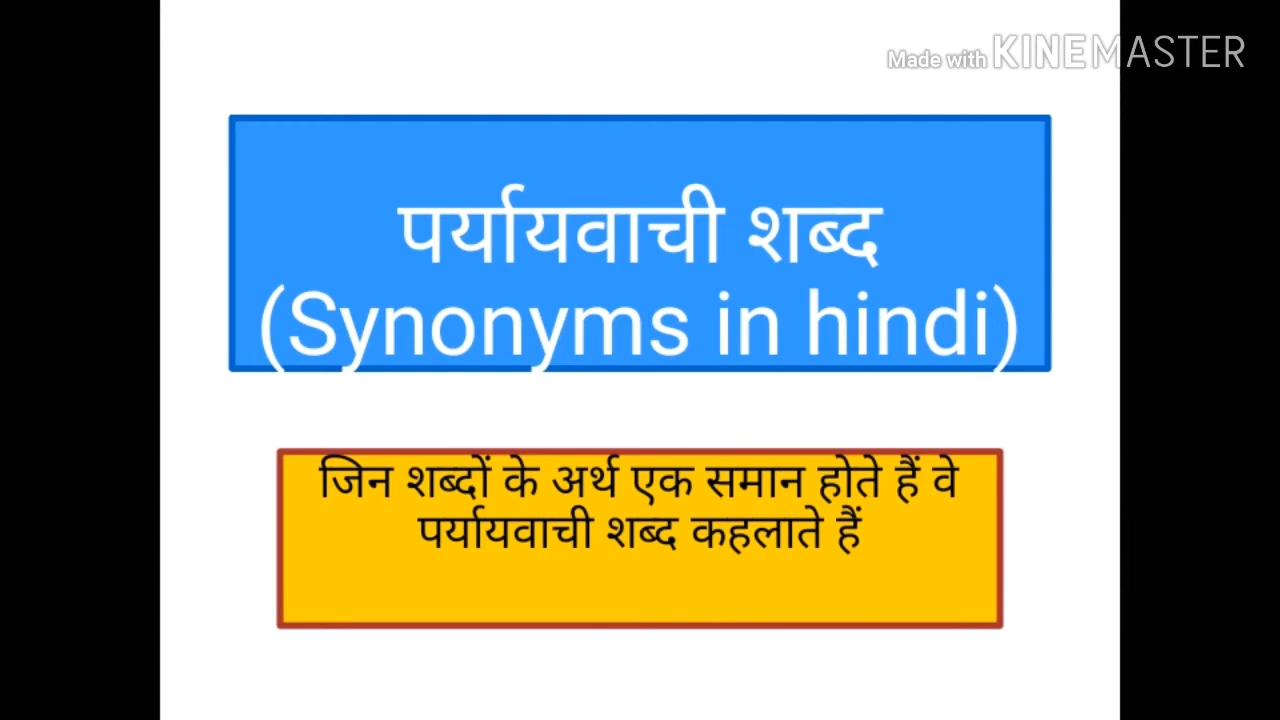 Made with KINEMASTER
पर्यायवाची शब्द
(Synonyms in hindi)
जिन शब्दों के अर्थ एक समान होते हैं वे
पर्यायवाची शब्द कहलाते हैं